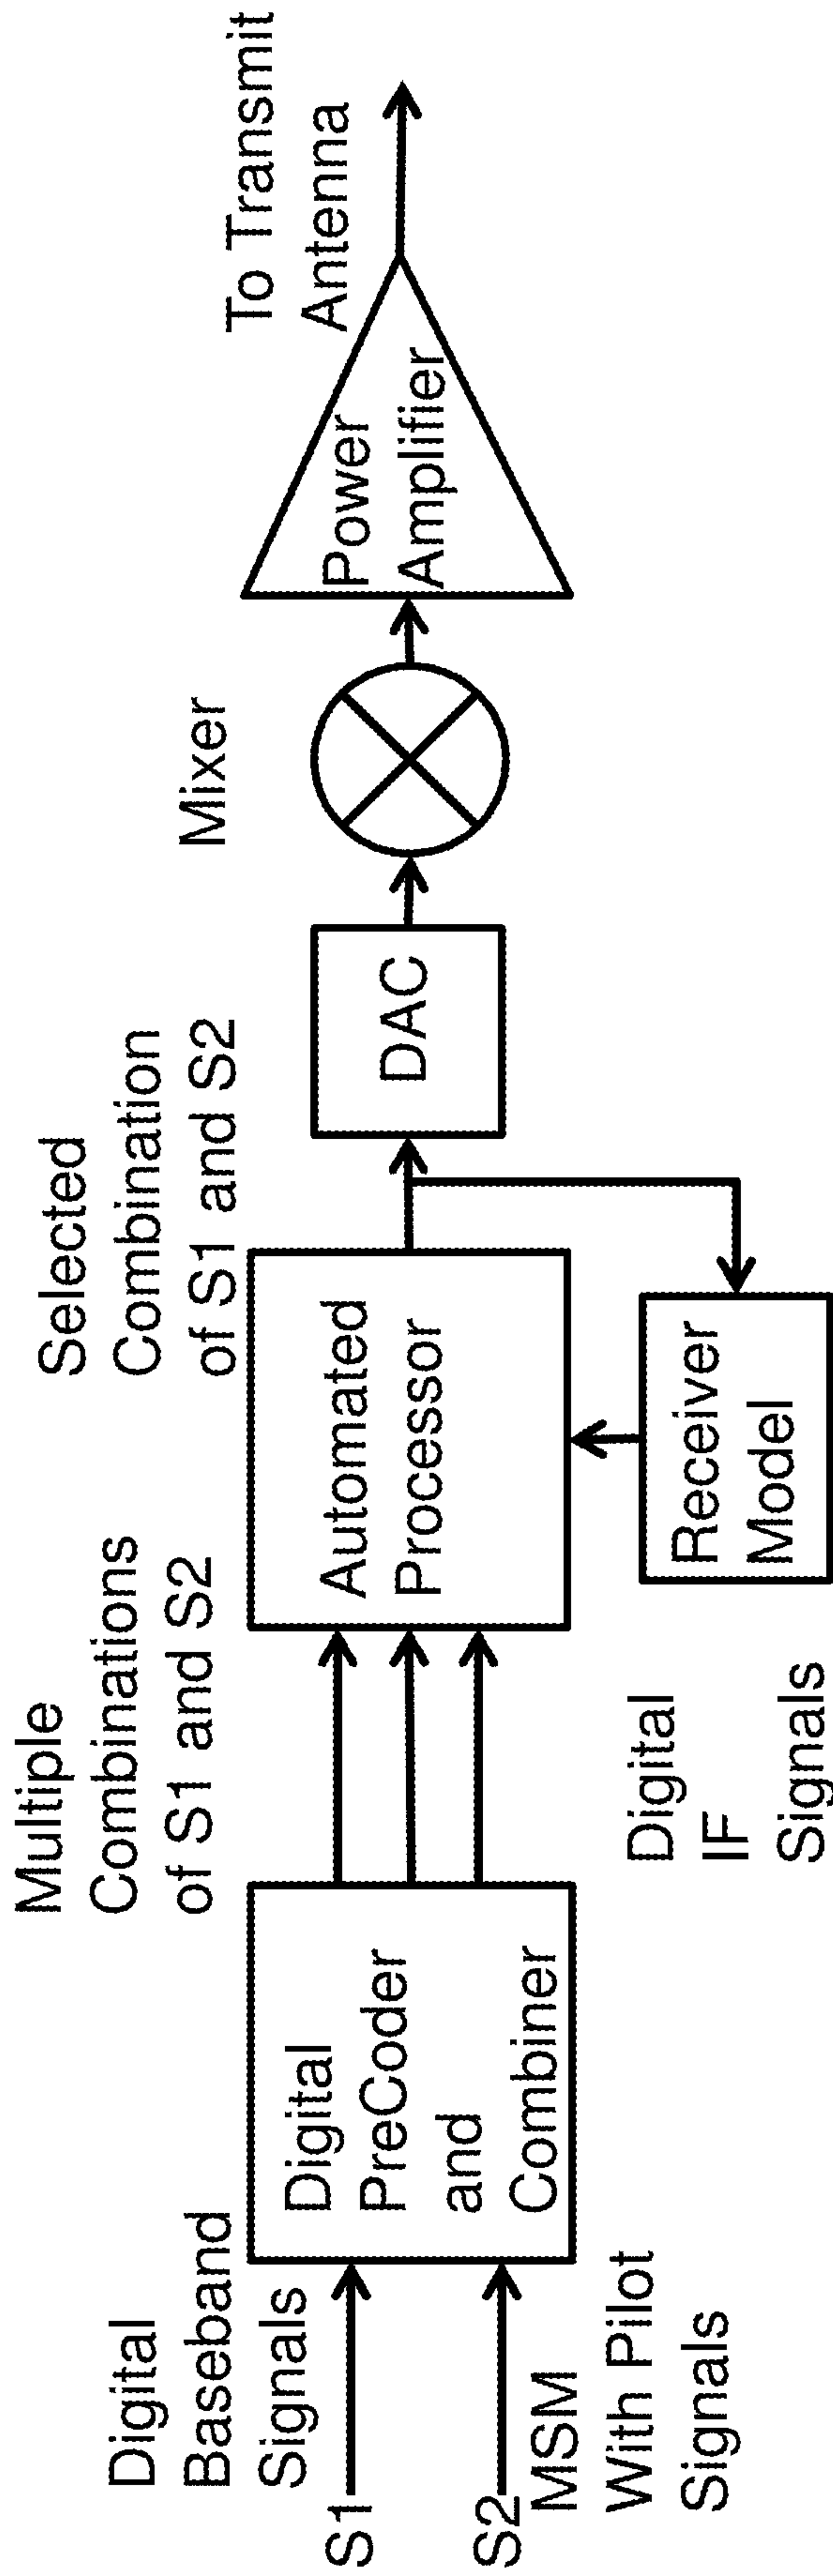 Digital
Baseband
Signals
S1
S2
MSM
With Pilot
Signals
Digital
PreCoder
and
Combiner
Multiple
Combinations
of S1 and S2
Digital
IF
Signals
Automated
Processor
Receiver
Model
Selected
Combination
of S1 and S2
DAC
Mixer
Power
Amplifier
To Transmit
Antenna